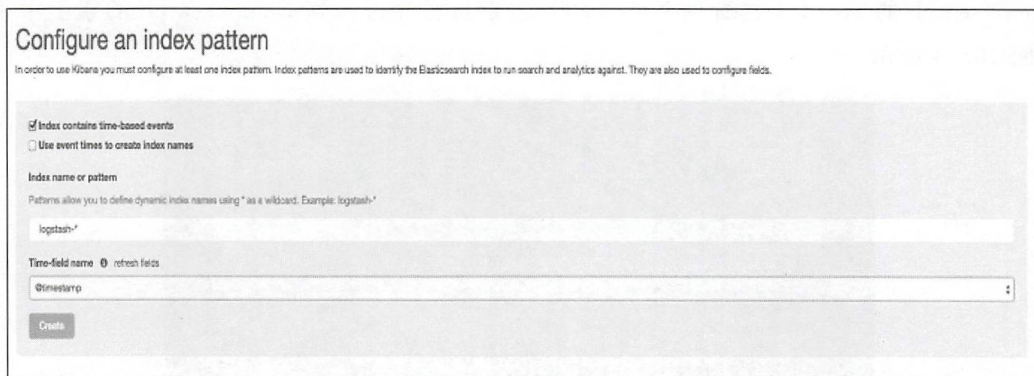 Configure an index pattern
In order to use Kibana you must configure at least one index pattern. Index patterns are used to identify the Elasticsearch index to run search and analytics against. They are also used to configure fields.
Index contains time-based events
Use event times to create index names
Index name or pattern
Patterns allow you to define dynamic index names using * as a wildcard. Example: logstash-*
logstash-*
Time-field name refresh fields
@timestamp
Create